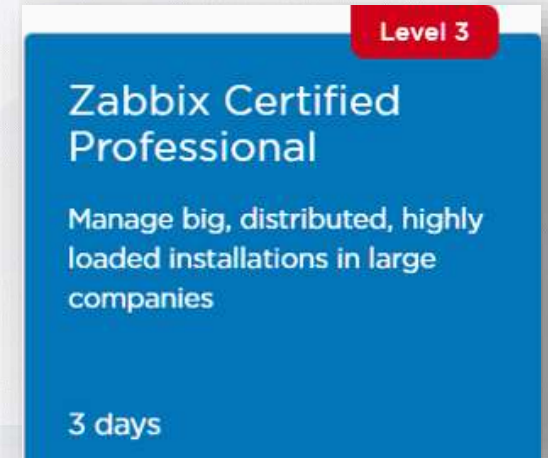 Level 3
Zabbix Certified
Professional
Manage big, distributed, highly
loaded installations in large
companies
3 days